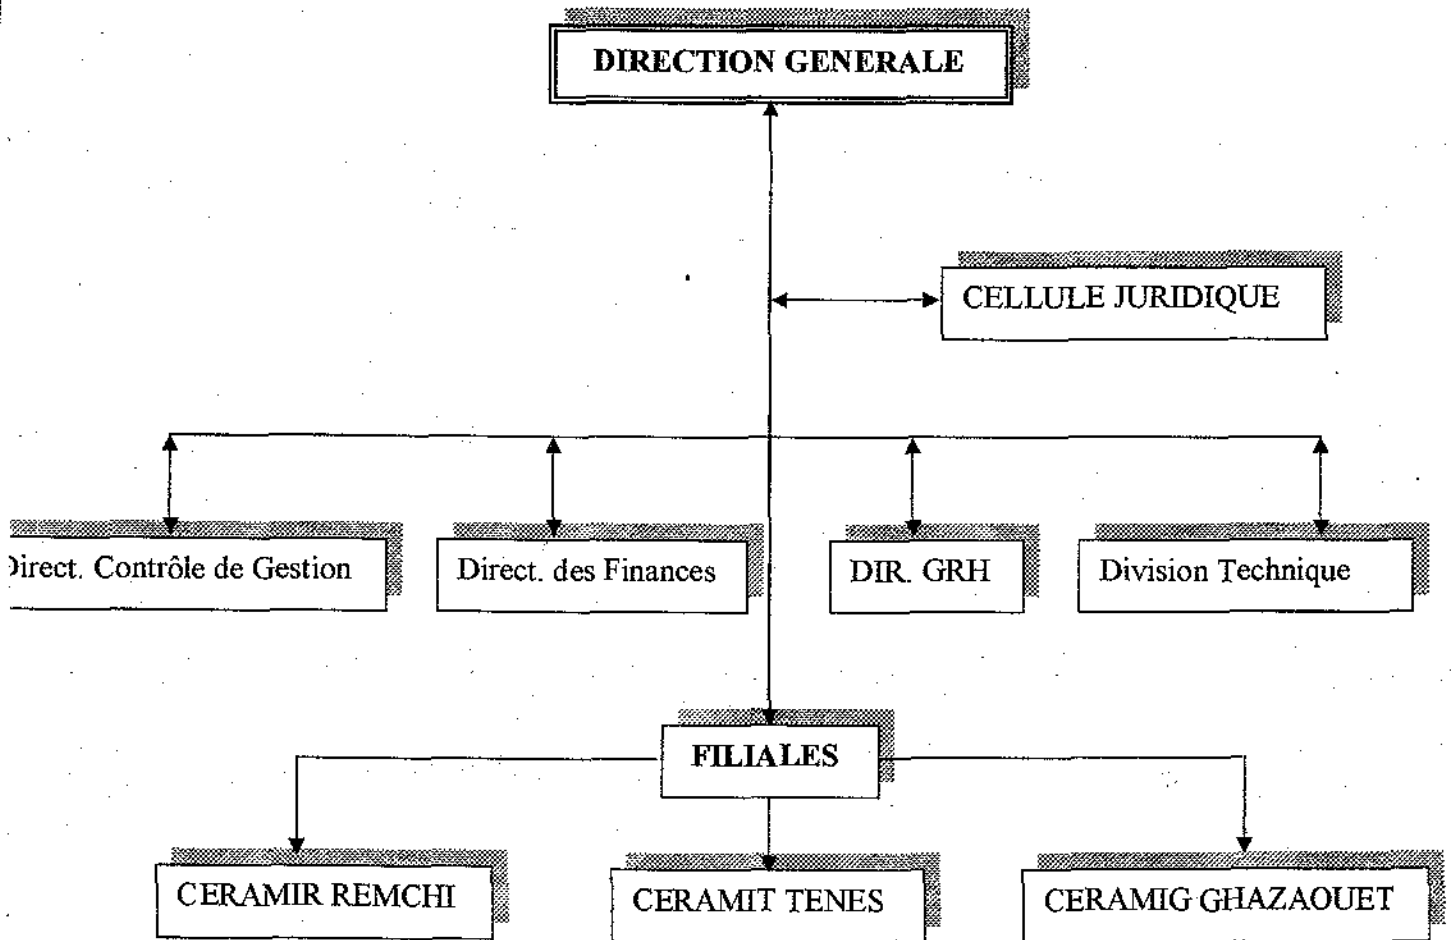 DIRECTION GENERALE
CELLULE JURIDIQUE
Direct. Contrôle de Gestion
Direct. des Finances
DIR. GRH
Division Technique
FILIALES
CERAMIR REMCHI
CERAMIT TENES
CERAMIG GHAZAOUET